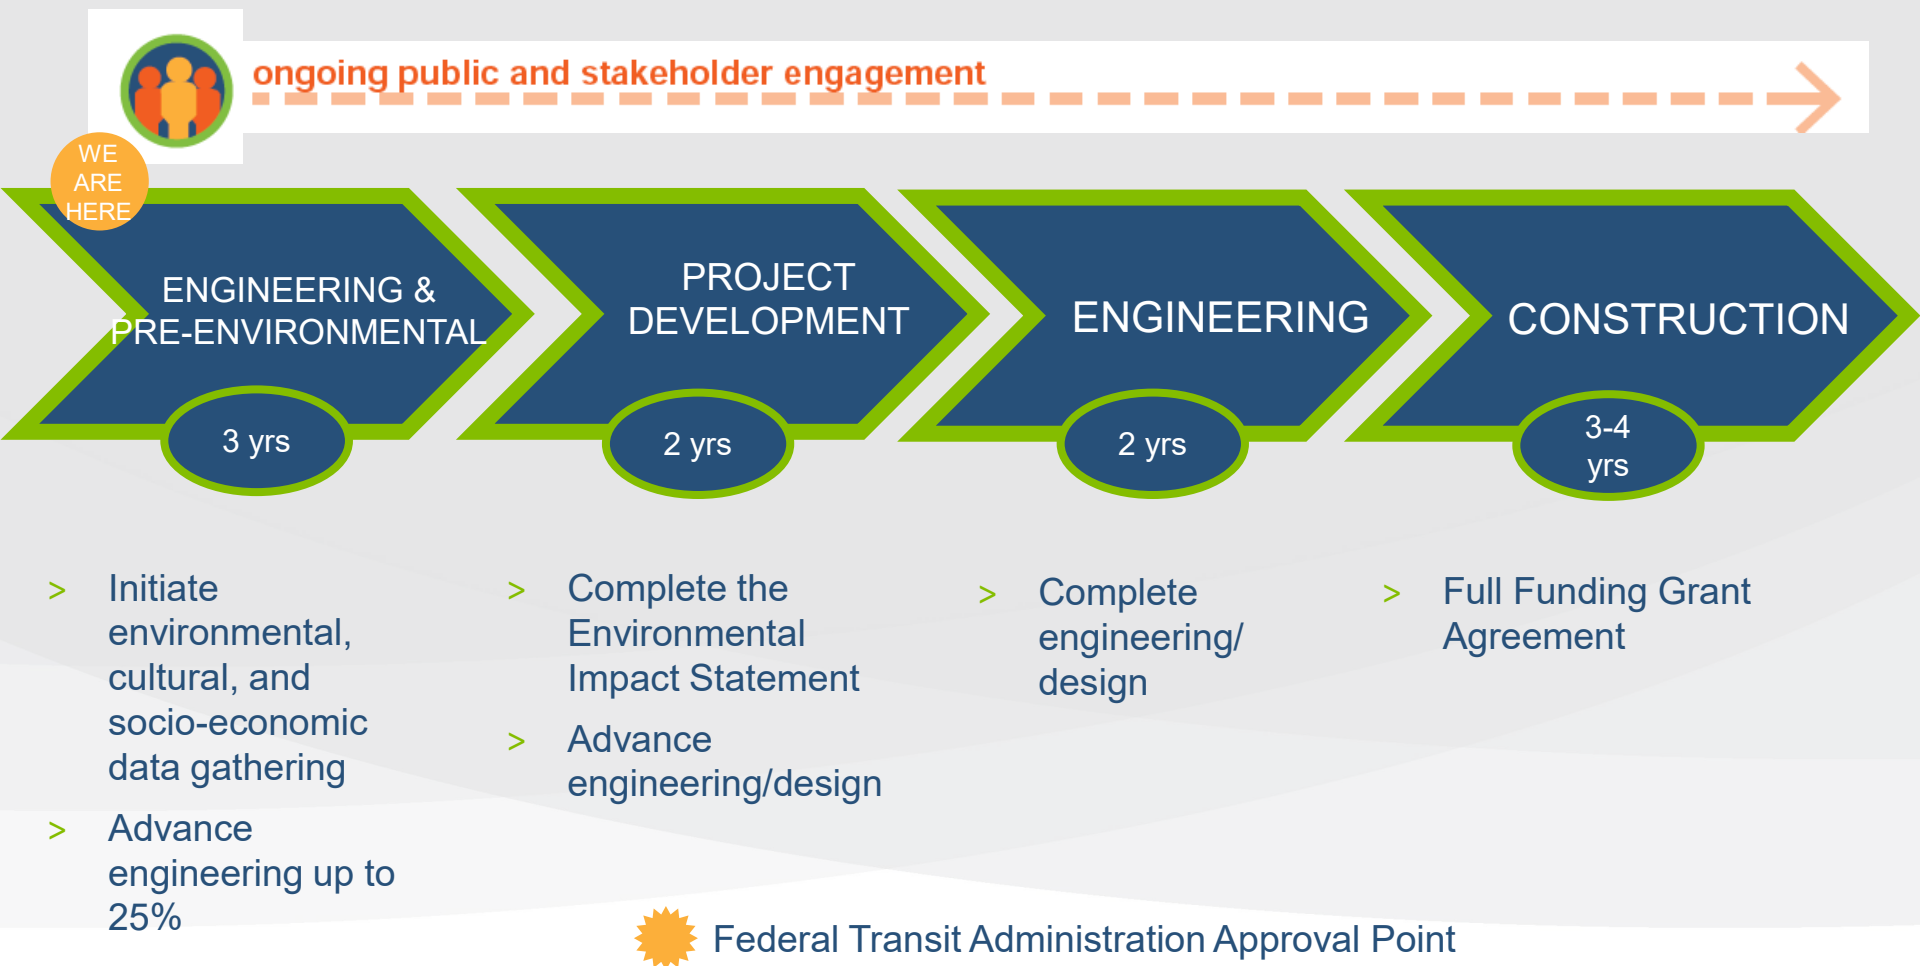 ongoing public and stakeholder engagement
WE
ARE
HERE
ENGINEERING &
PRE-ENVIRONMENTAL
PROJECT
DEVELOPMENT
ENGINEERING
CONSTRUCTION
3 yrs
2 yrs
2 yrs
3-4
yrs
> Initiate
environmental,
cultural, and
socio-economic
data gathering
> Advance
engineering up to
25%
> Complete the
Environmental
Impact Statement
> Advance
engineering/design
> Complete
engineering/
design
> Full Funding Grant
Agreement
Federal Transit Administration Approval Point